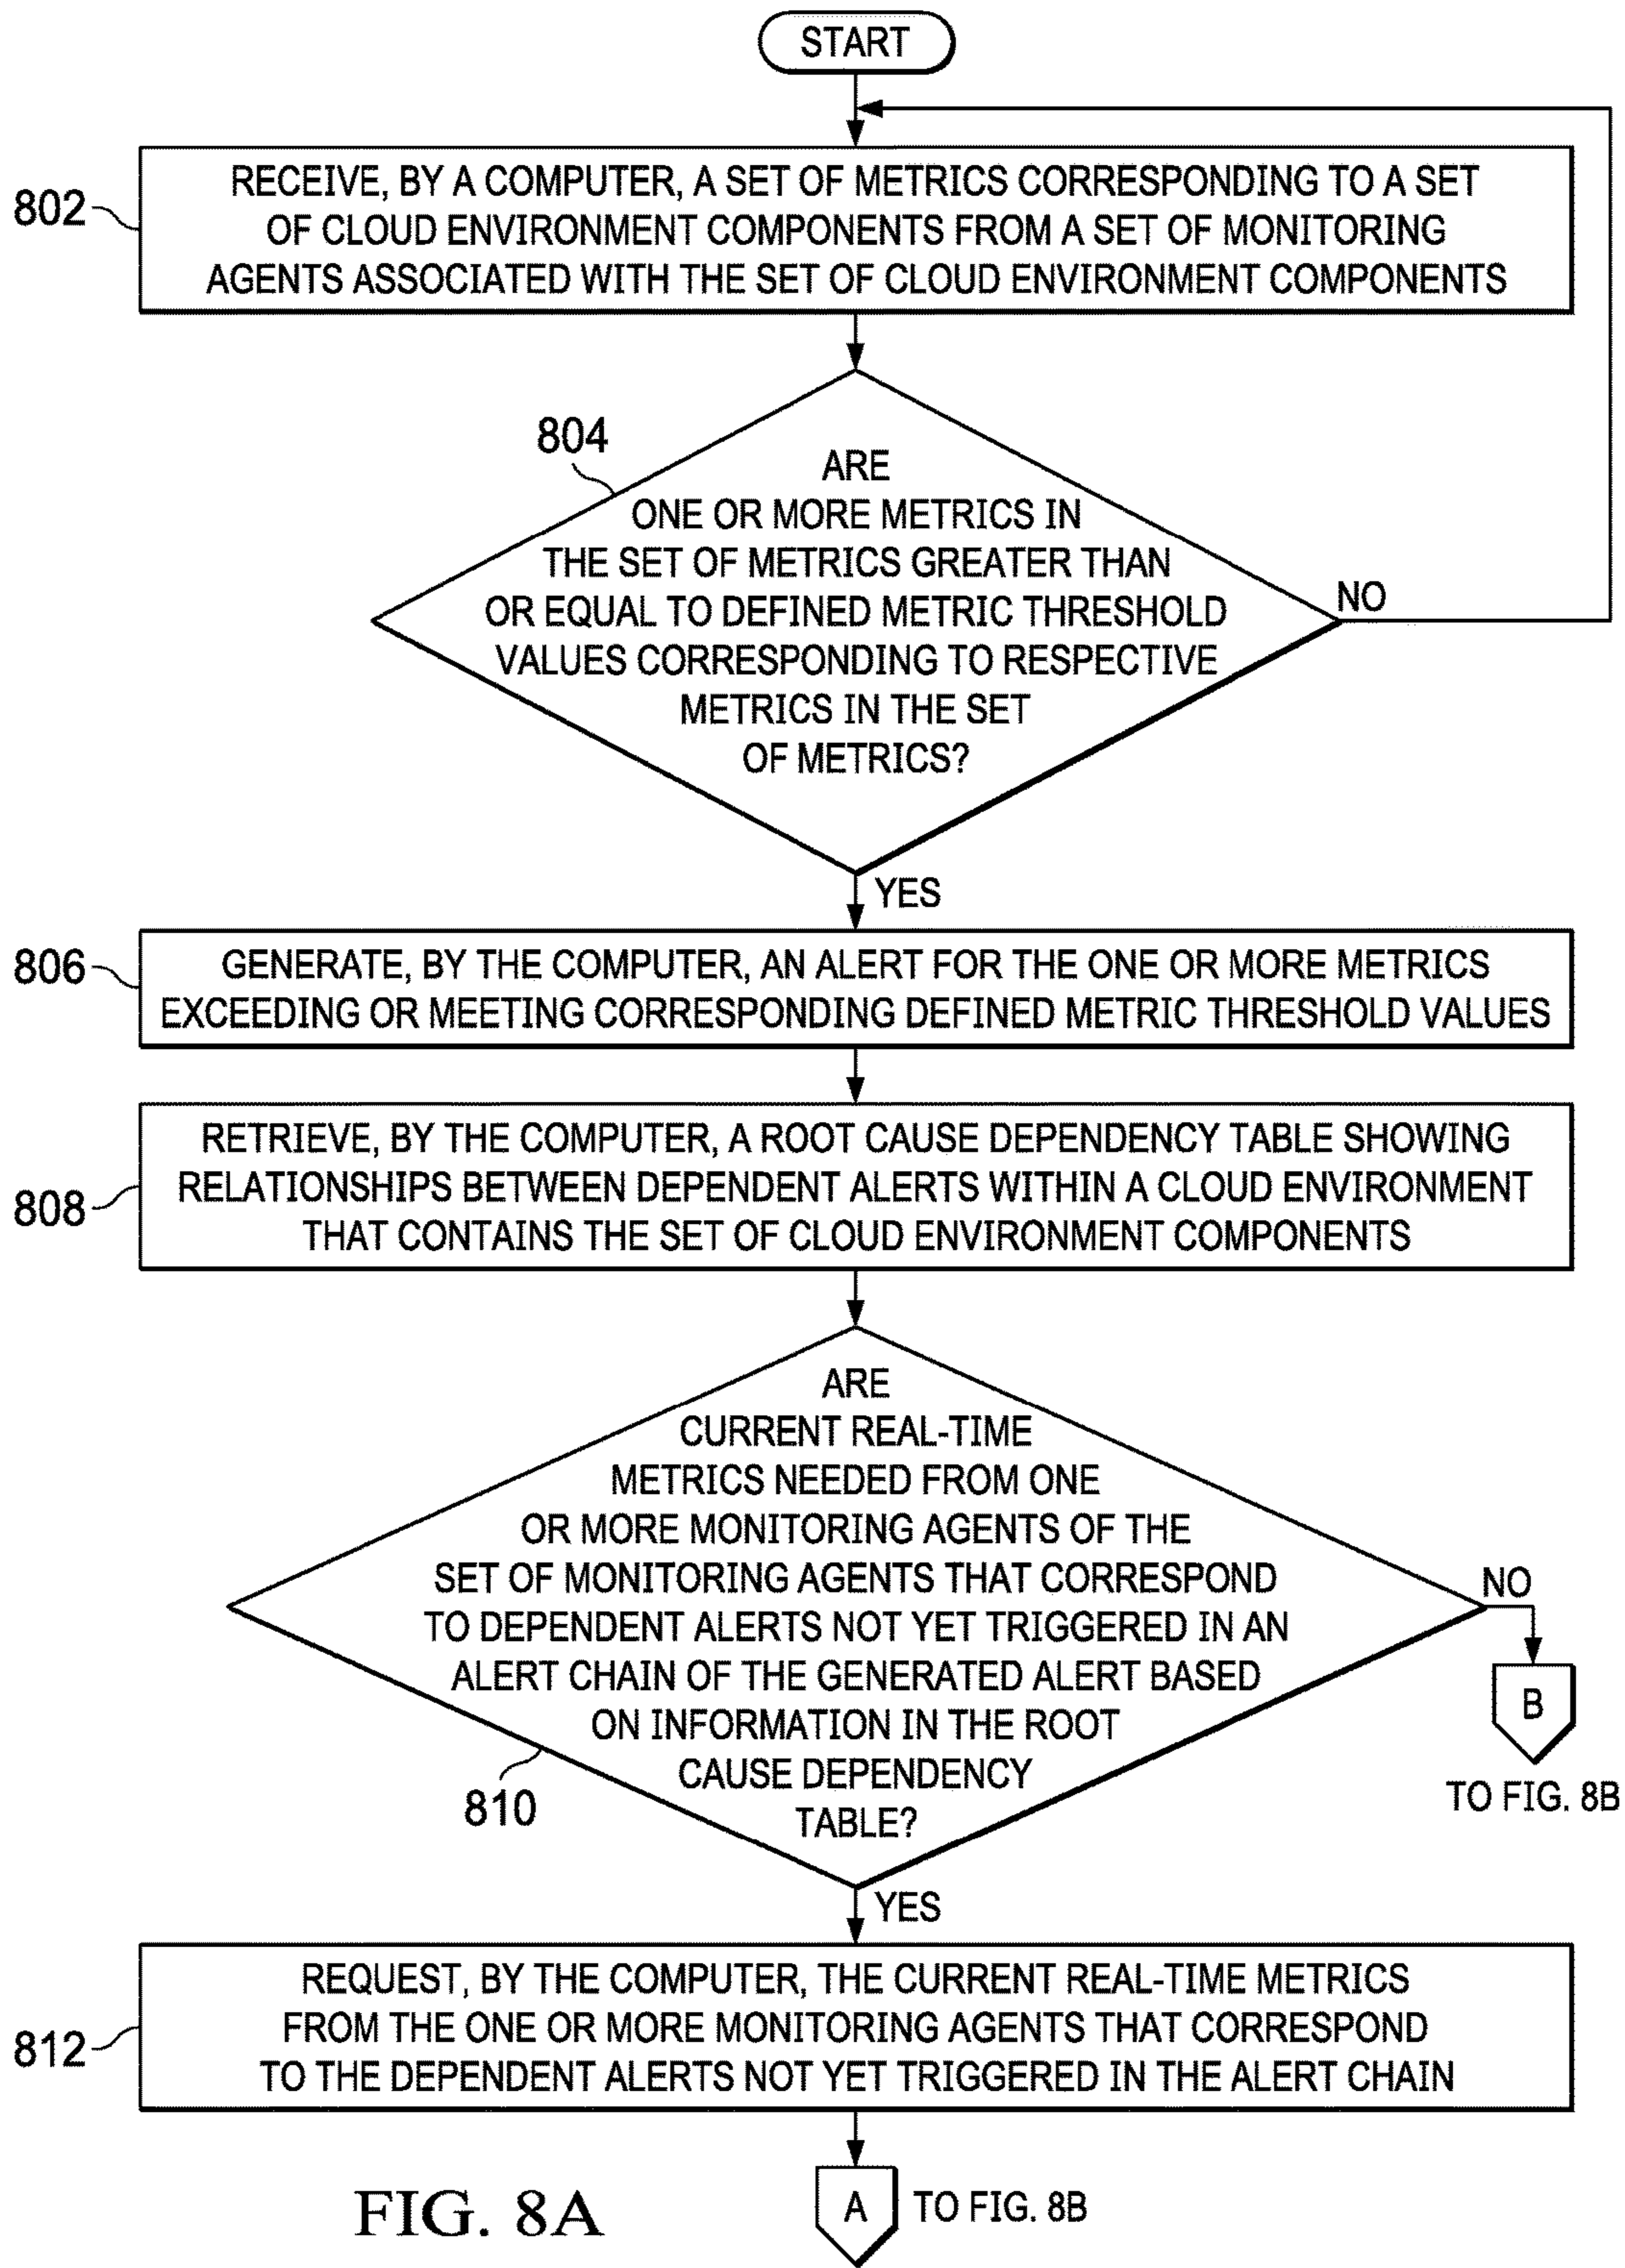 START
802
RECEIVE, BY A COMPUTER, A SET OF METRICS CORRESPONDING TO A SET
OF CLOUD ENVIRONMENT COMPONENTS FROM A SET OF MONITORING
AGENTS ASSOCIATED WITH THE SET OF CLOUD ENVIRONMENT COMPONENTS
804
ARE
ONE OR MORE METRICS IN
THE SET OF METRICS GREATER THAN
OR EQUAL TO DEFINED METRIC THRESHOLD
VALUES CORRESPONDING TO RESPECTIVE
METRICS IN THE SET
OF METRICS?
NO
YES
806
GENERATE, BY THE COMPUTER, AN ALERT FOR THE ONE OR MORE METRICS
EXCEEDING OR MEETING CORRESPONDING DEFINED METRIC THRESHOLD VALUES
808
RETRIEVE, BY THE COMPUTER, A ROOT CAUSE DEPENDENCY TABLE SHOWING
RELATIONSHIPS BETWEEN DEPENDENT ALERTS WITHIN A CLOUD ENVIRONMENT
THAT CONTAINS THE SET OF CLOUD ENVIRONMENT COMPONENTS
ARE
CURRENT REAL-TIME
METRICS NEEDED FROM ONE
OR MORE MONITORING AGENTS OF THE
SET OF MONITORING AGENTS THAT CORRESPOND
TO DEPENDENT ALERTS NOT YET TRIGGERED IN AN
ALERT CHAIN OF THE GENERATED ALERT BASED
ON INFORMATION IN THE ROOT
CAUSE DEPENDENCY
TABLE?
810
NO
B
TO FIG. 8B
YES
812
REQUEST, BY THE COMPUTER, THE CURRENT REAL-TIME METRICS
FROM THE ONE OR MORE MONITORING AGENTS THAT CORRESPOND
TO THE DEPENDENT ALERTS NOT YET TRIGGERED IN THE ALERT CHAIN
A
TO FIG. 8B
FIG. 8A